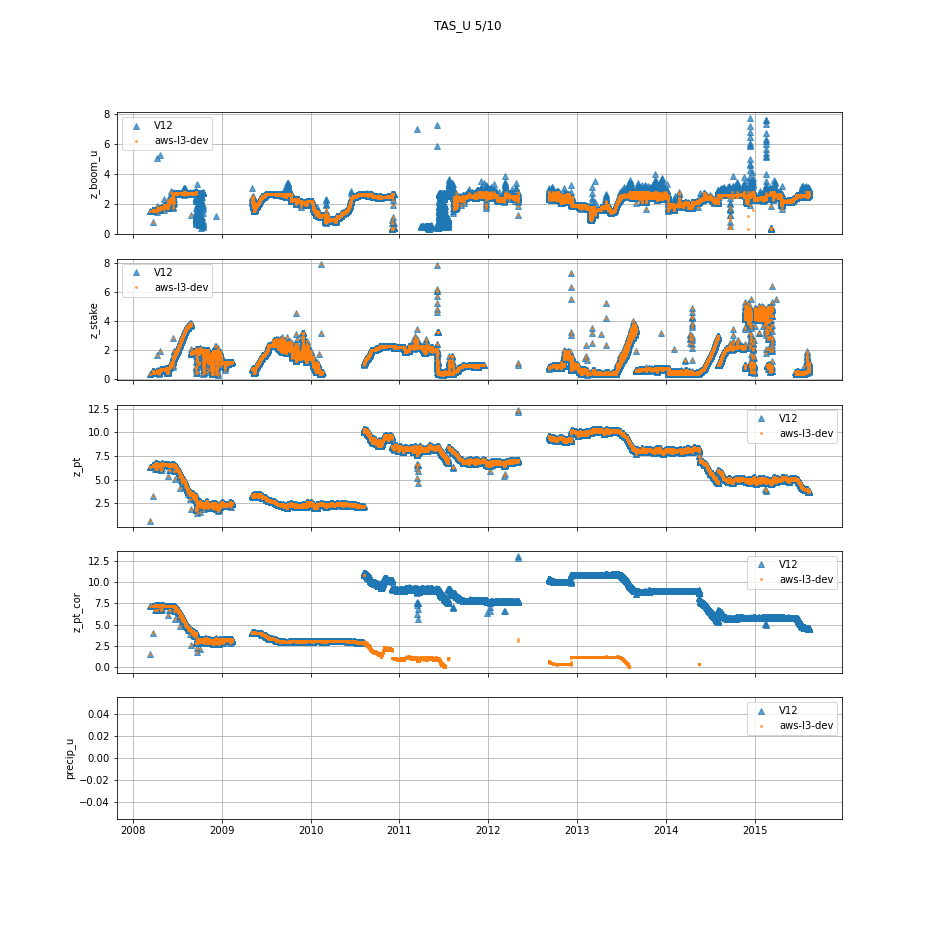 TAS_U 5/10
8
6
4
2
0
z_boom_u
V12
aws-l3-dev
8
6
4
2
0
z_stake
V12
aws-l3-dev
12.5
10.0
7.5
5.0
2.5
z_pt
V12
aws-l3-dev
12.5
10.0
7.5
5.0
2.5
0.0
z_pt_cor
V12
aws-l3-dev
0.04
0.02
0.00
−0.02
−0.04
precip_u
V12
aws-l3-dev
2008 2009 2010 2011 2012 2013 2014 2015